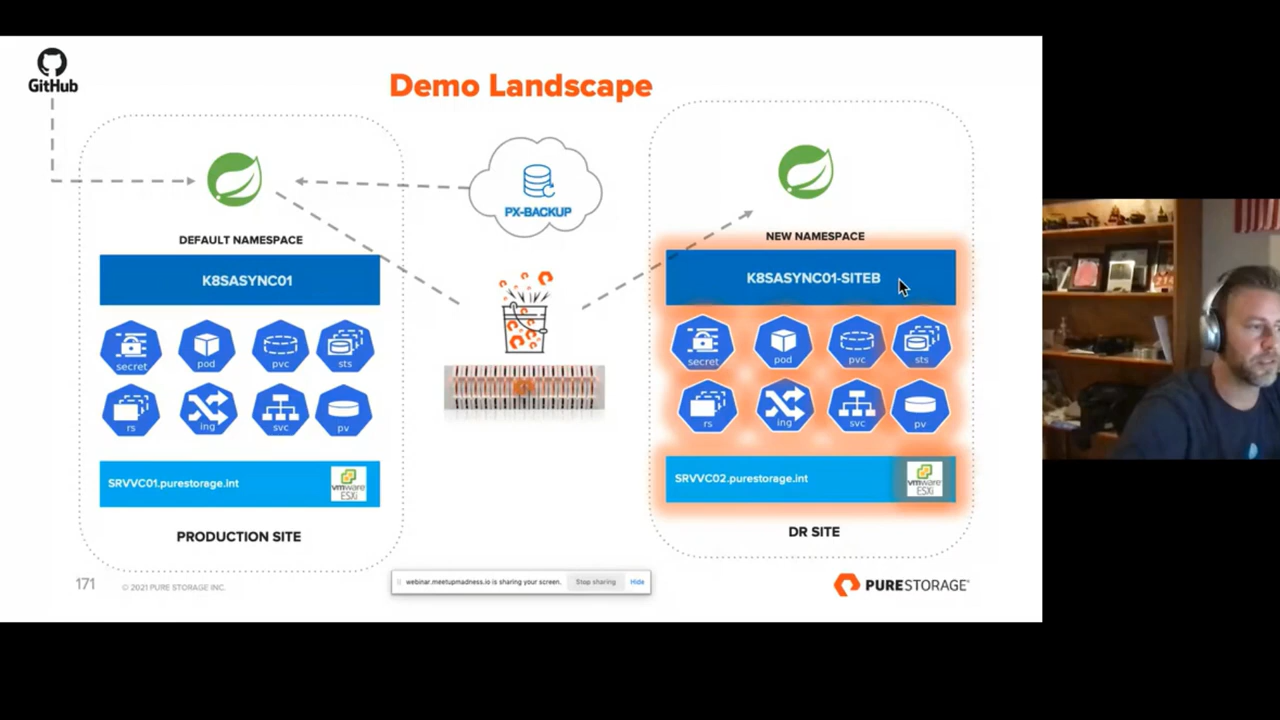 GitHub
Demo Landscape
PX-BACKUP
DEFAULT NAMESPACE
K8SASYNC01
secret
pod
pvc
sts
rs
ing
svc
pv
SRVVC01.purestorage.int
vmware
ESXi
PRODUCTION SITE
NEW NAMESPACE
K8SASYNC01-SITEB
secret
pod
pvc
sts
rs
ing
svc
pv
SRVVC02.purestorage.int
vmware
ESXi
DR SITE
171
© 2021 PURE STORAGE INC.
webinar.meetupmadness.io is sharing your screen.
Stop sharing
Hide
PURESTORAGE